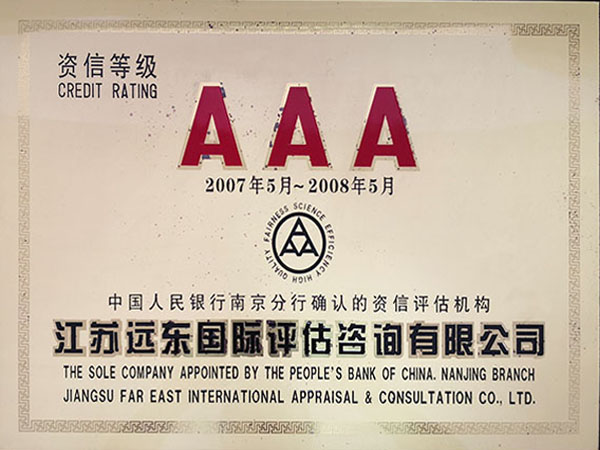 资信等级
CREDIT RATING
AAA
2007年5月~2008年5月
FAIRNESS SCIENCE EFFICIENCY HIGH QUALITY
中国人民银行南京分行确认的资信评估机构
江苏远东国际评估咨询有限公司
THE SOLE COMPANY APPOINTED BY THE PEOPLE'S BANK OF CHINA. NANJING BRANCH
JIANGSU FAR EAST INTERNATIONAL APPRAISAL & CONSULTATION CO., LTD.